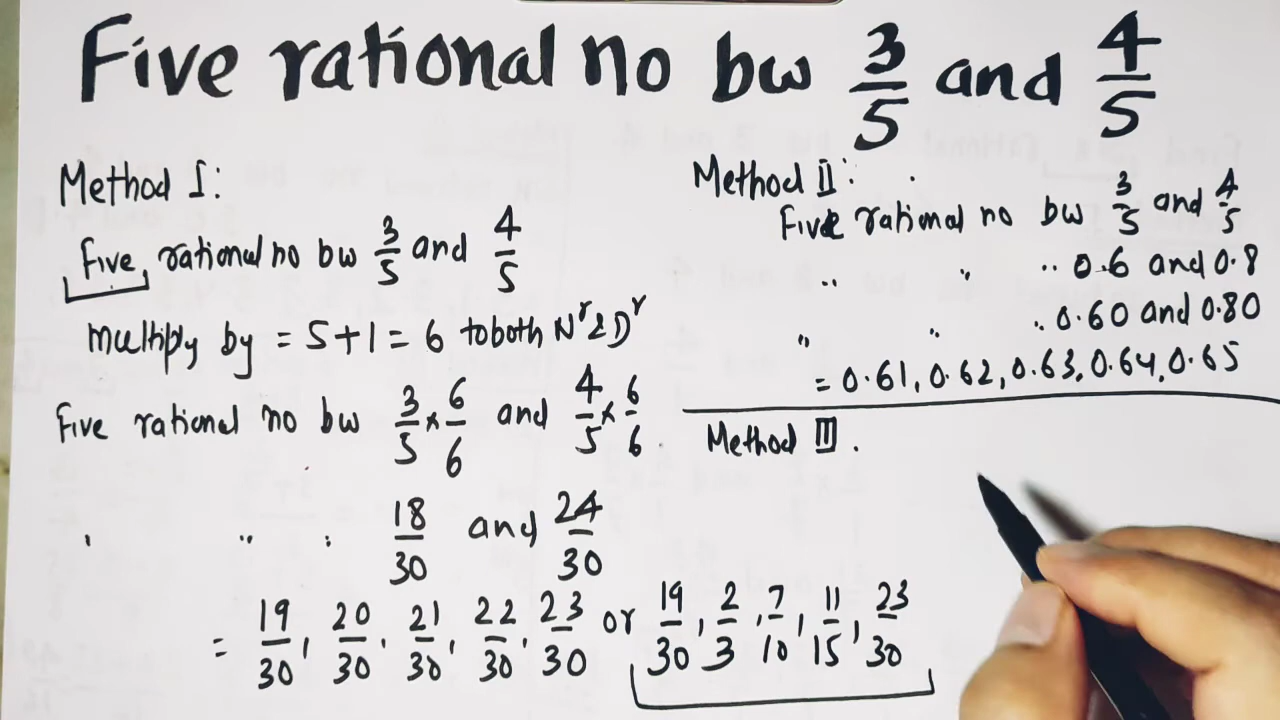 Five rational no bw 3/5 and 4/5
Method I:
Five, rational no bw 3/5 and 4/5
multiply by = 5+1 = 6 to both Nʳ & Dʳ
Five rational no bw 3/5 × 6/6 and 4/5 × 6/6
" " : 18/30 and 24/30
= 19/30, 20/30, 21/30, 22/30, 23/30 or 19/30, 2/3, 7/10, 11/15, 23/30
Method II:
Five rational no bw 3/5 and 4/5
" " " 0.6 and 0.8
" " " 0.60 and 0.80
= 0.61, 0.62, 0.63, 0.64, 0.65
Method III.